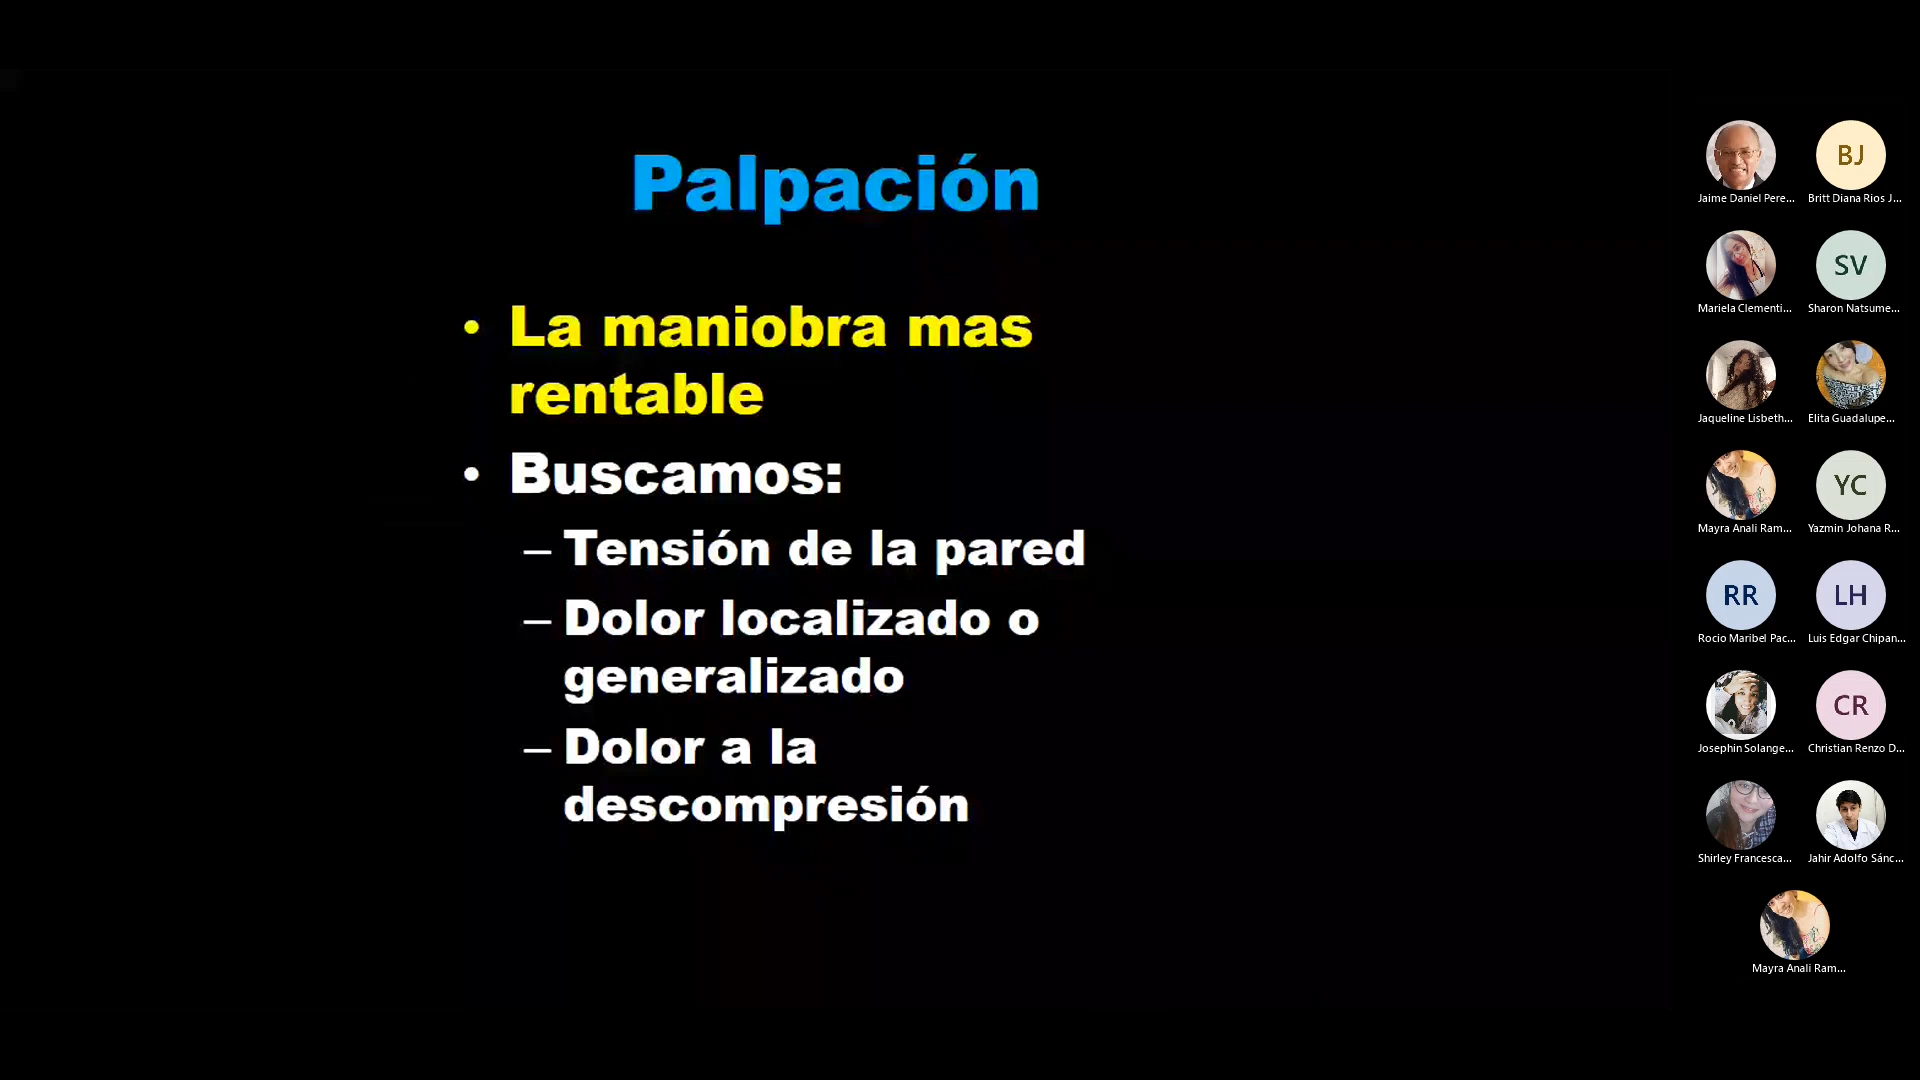 Palpación
• La maniobra mas
rentable
• Buscamos:
– Tensión de la pared
– Dolor localizado o
generalizado
– Dolor a la
descompresión
Jaime Daniel Pere...
BJ
Britt Diana Rios J...
Mariela Clementi...
SV
Sharon Natsume...
Jaqueline Lisbeth...
Elita Guadalupe...
Mayra Anali Ram...
YC
Yazmin Johana R...
RR
Rocio Maribel Pac...
LH
Luis Edgar Chipan...
Josephin Solange...
CR
Christian Renzo D...
Shirley Francesca...
Jahir Adolfo Sánc...
Mayra Anali Ram...